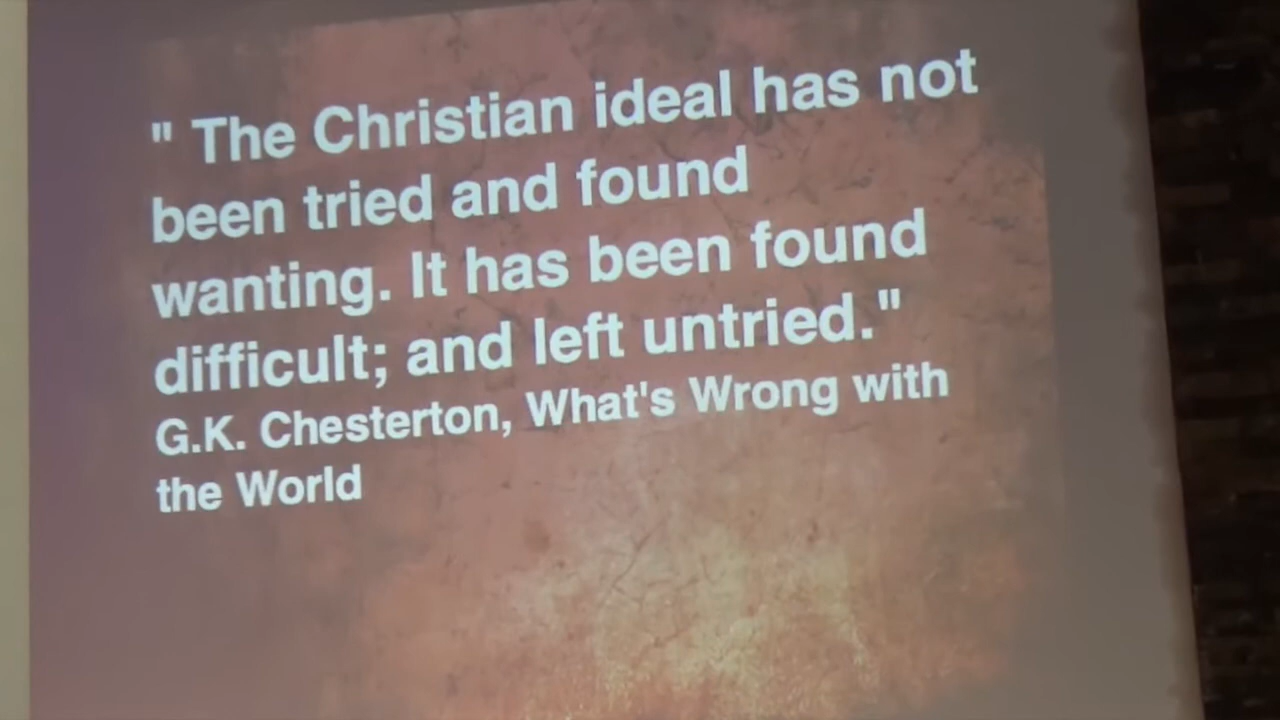 " The Christian ideal has not
been tried and found
wanting. It has been found
difficult; and left untried."
G.K. Chesterton, What's Wrong with
the World